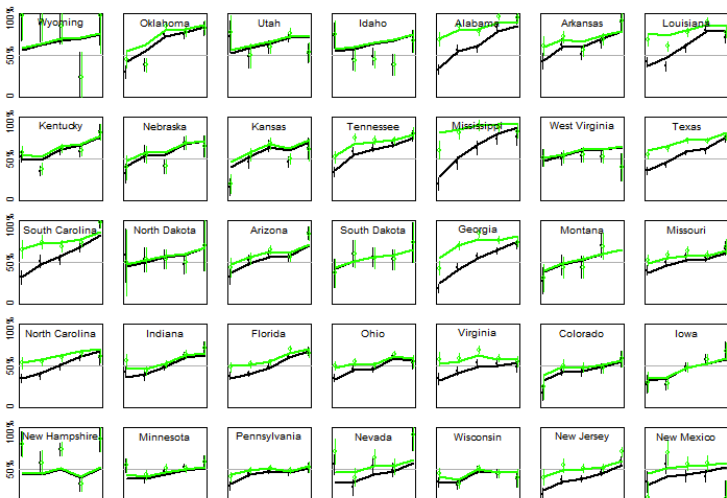 100%
50%
0
Wyoming
Oklahoma
Utah
Idaho
Alabama
Arkansas
Louisiana
100%
50%
0
Kentucky
Nebraska
Kansas
Tennessee
Mississippi
West Virginia
Texas
100%
50%
0
South Carolina
North Dakota
Arizona
South Dakota
Georgia
Montana
Missouri
100%
50%
0
North Carolina
Indiana
Florida
Ohio
Virginia
Colorado
Iowa
100%
50%
New Hampshire
Minnesota
Pennsylvania
Nevada
Wisconsin
New Jersey
New Mexico